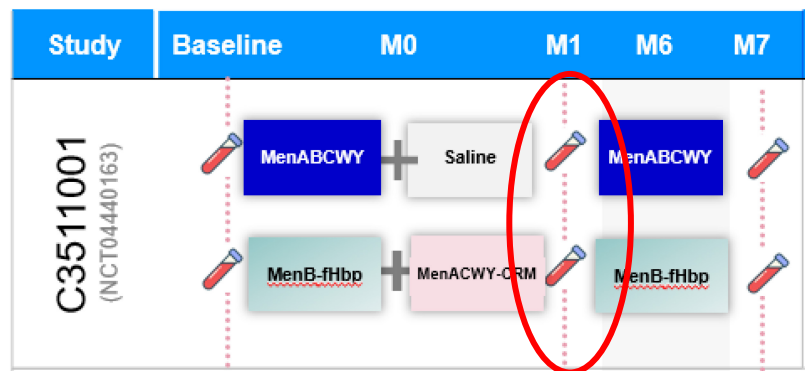 Study Baseline M0 M1 M6 M7
C3511001
(NCT04440163)
MenABCWY + Saline MenABCWY
MenB-fHbp + MenACWY-CRM MenB-fHbp